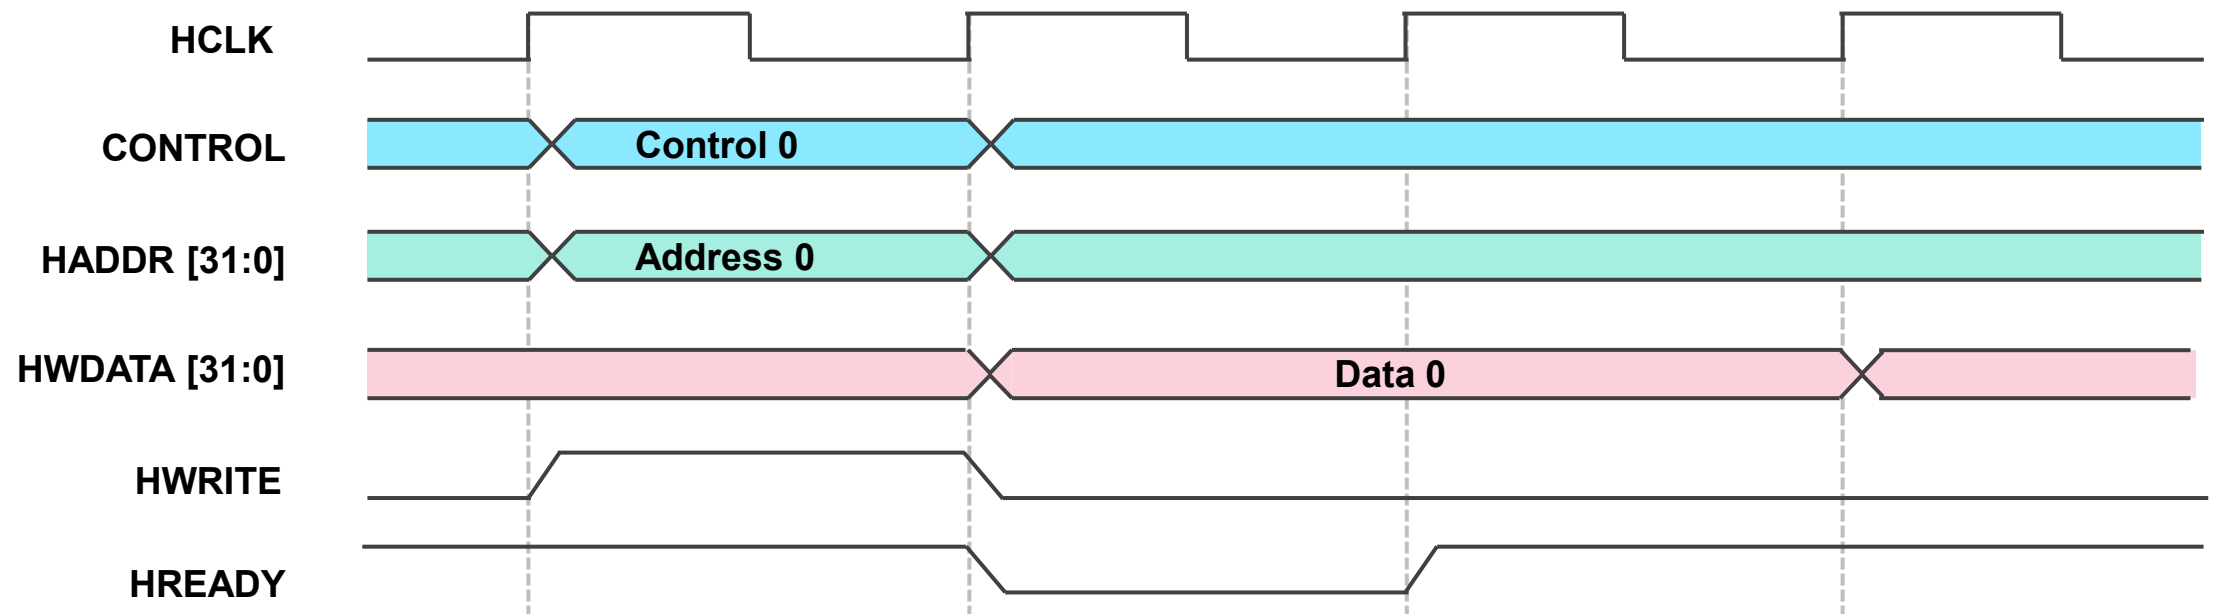 HCLK
CONTROL
Control 0
HADDR [31:0]
Address 0
HWDATA [31:0]
Data 0
HWRITE
HREADY